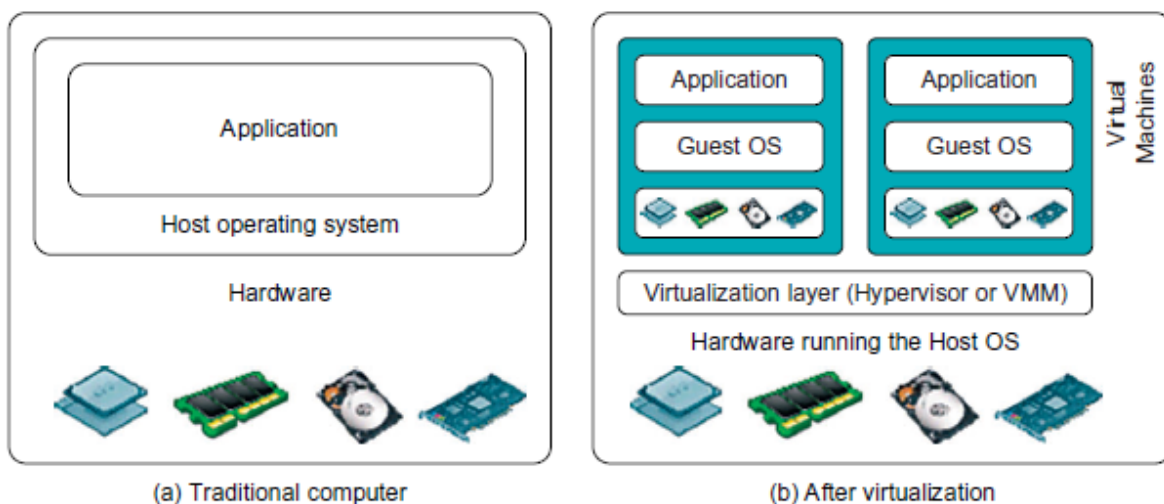 Application
Host operating system
Hardware
(a) Traditional computer
Application
Guest OS
Application
Guest OS
Virtual
Machines
Virtualization layer (Hypervisor or VMM)
Hardware running the Host OS
(b) After virtualization